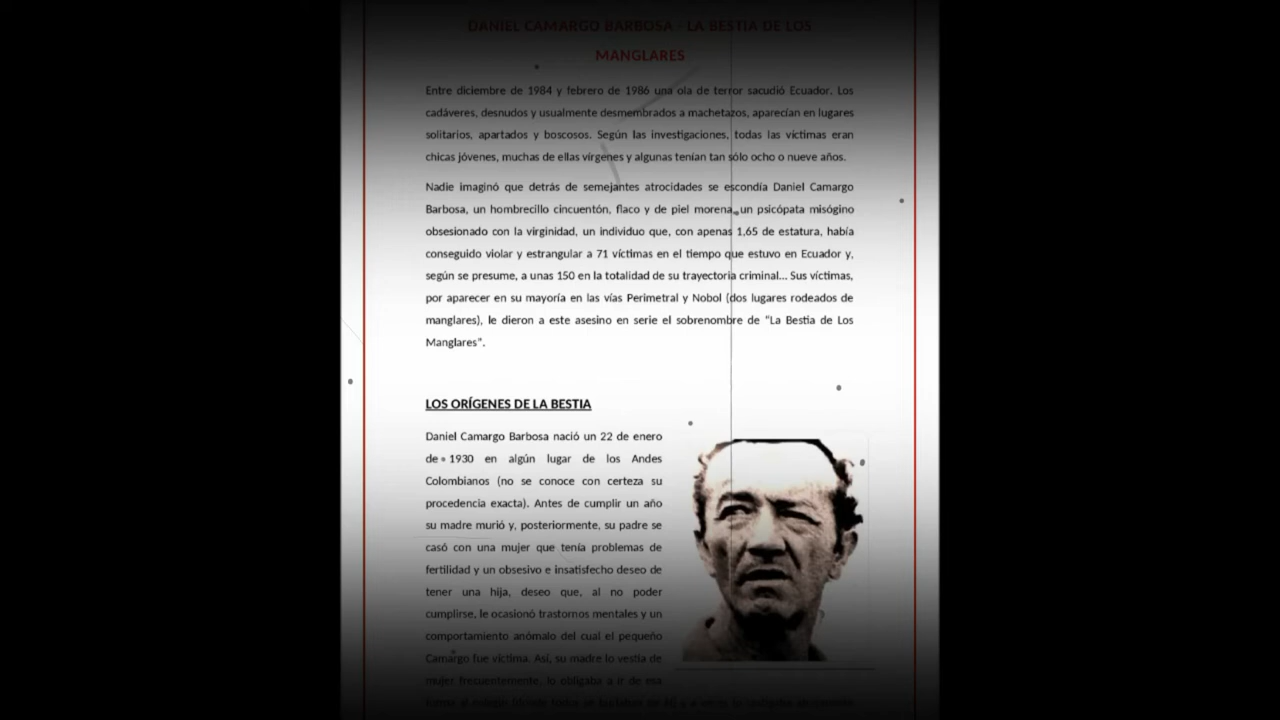 DANIEL CAMARGO BARBOSA - LA BESTIA DE LOS
MANGLARES
Entre diciembre de 1984 y febrero de 1986 una ola de terror sacudió Ecuador. Los
cadáveres, desnudos y usualmente desmembrados a machetazos, aparecían en lugares
solitarios, apartados y boscosos. Según las investigaciones, todas las víctimas eran
chicas jóvenes, muchas de ellas vírgenes y algunas tenían tan sólo ocho o nueve años.
Nadie imaginó que detrás de semejantes atrocidades se escondía Daniel Camargo
Barbosa, un hombrecillo cincuentón, flaco y de piel morena, un psicópata misógino
obsesionado con la virginidad, un individuo que, con apenas 1,65 de estatura, había
conseguido violar y estrangular a 71 víctimas en el tiempo que estuvo en Ecuador y,
según se presume, a unas 150 en la totalidad de su trayectoria criminal... Sus víctimas,
por aparecer en su mayoría en las vías Perimetral y Nobol (dos lugares rodeados de
manglares), le dieron a este asesino en serie el sobrenombre de “La Bestia de Los
Manglares”.
LOS ORÍGENES DE LA BESTIA
Daniel Camargo Barbosa nació un 22 de enero
de 1930 en algún lugar de los Andes
Colombianos (no se conoce con certeza su
procedencia exacta). Antes de cumplir un año
su madre murió y, posteriormente, su padre se
casó con una mujer que tenía problemas de
fertilidad y un obsesivo e insatisfecho deseo de
tener una hija, deseo que, al no poder
cumplirse, le ocasionó trastornos mentales y un
comportamiento anómalo del cual el pequeño
Camargo fue víctima. Así, su madre lo vestía de
mujer frecuentemente, lo obligaba a ir de esa